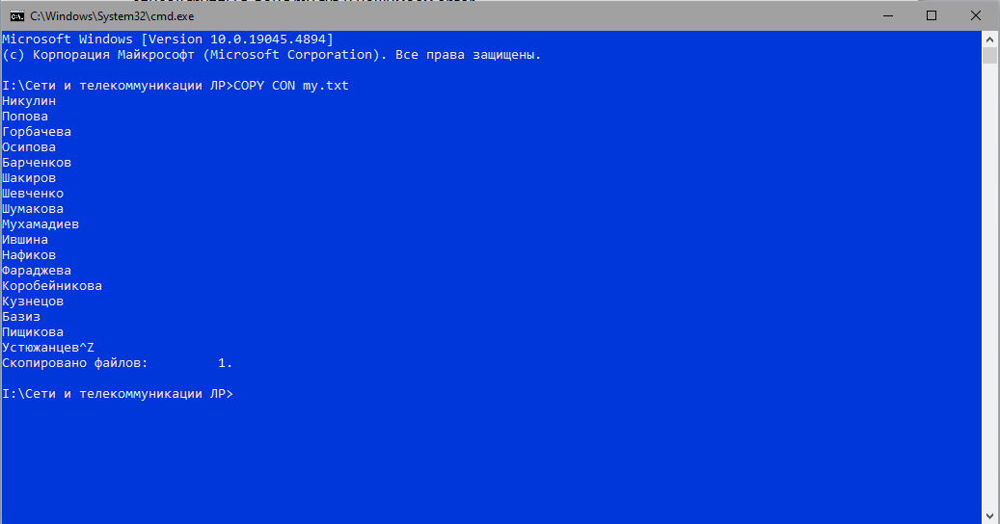 C:\Windows\System32\cmd.exe
Microsoft Windows [Version 10.0.19045.4894]
(c) Корпорация Майкрософт (Microsoft Corporation). Все права защищены.
I:\Сети и телекоммуникации ЛР>COPY CON my.txt
Никулин
Попова
Горбачева
Осипова
Барченков
Шакиров
Шевченко
Шумакова
Мухамадиев
Ившина
Нафиков
Фараджева
Коробейникова
Кузнецов
Базиз
Пищикова
Устюжанцев^Z
Скопировано файлов:         1.
I:\Сети и телекоммуникации ЛР>